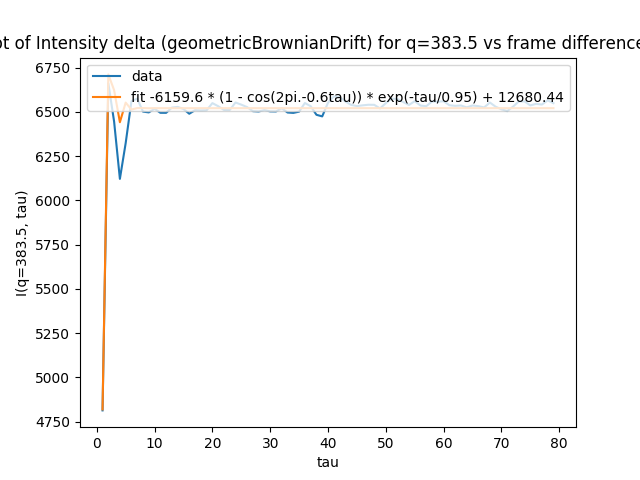 ot of Intensity delta (geometricBrownianDrift) for q=383.5 vs frame difference
data
fit -6159.6 * (1 - cos(2pi.-0.6tau)) * exp(-tau/0.95) + 12680.44
6750
6500
6250
6000
5750
5500
5250
5000
4750
I(q=383.5, tau)
0 10 20 30 40 50 60 70 80
tau